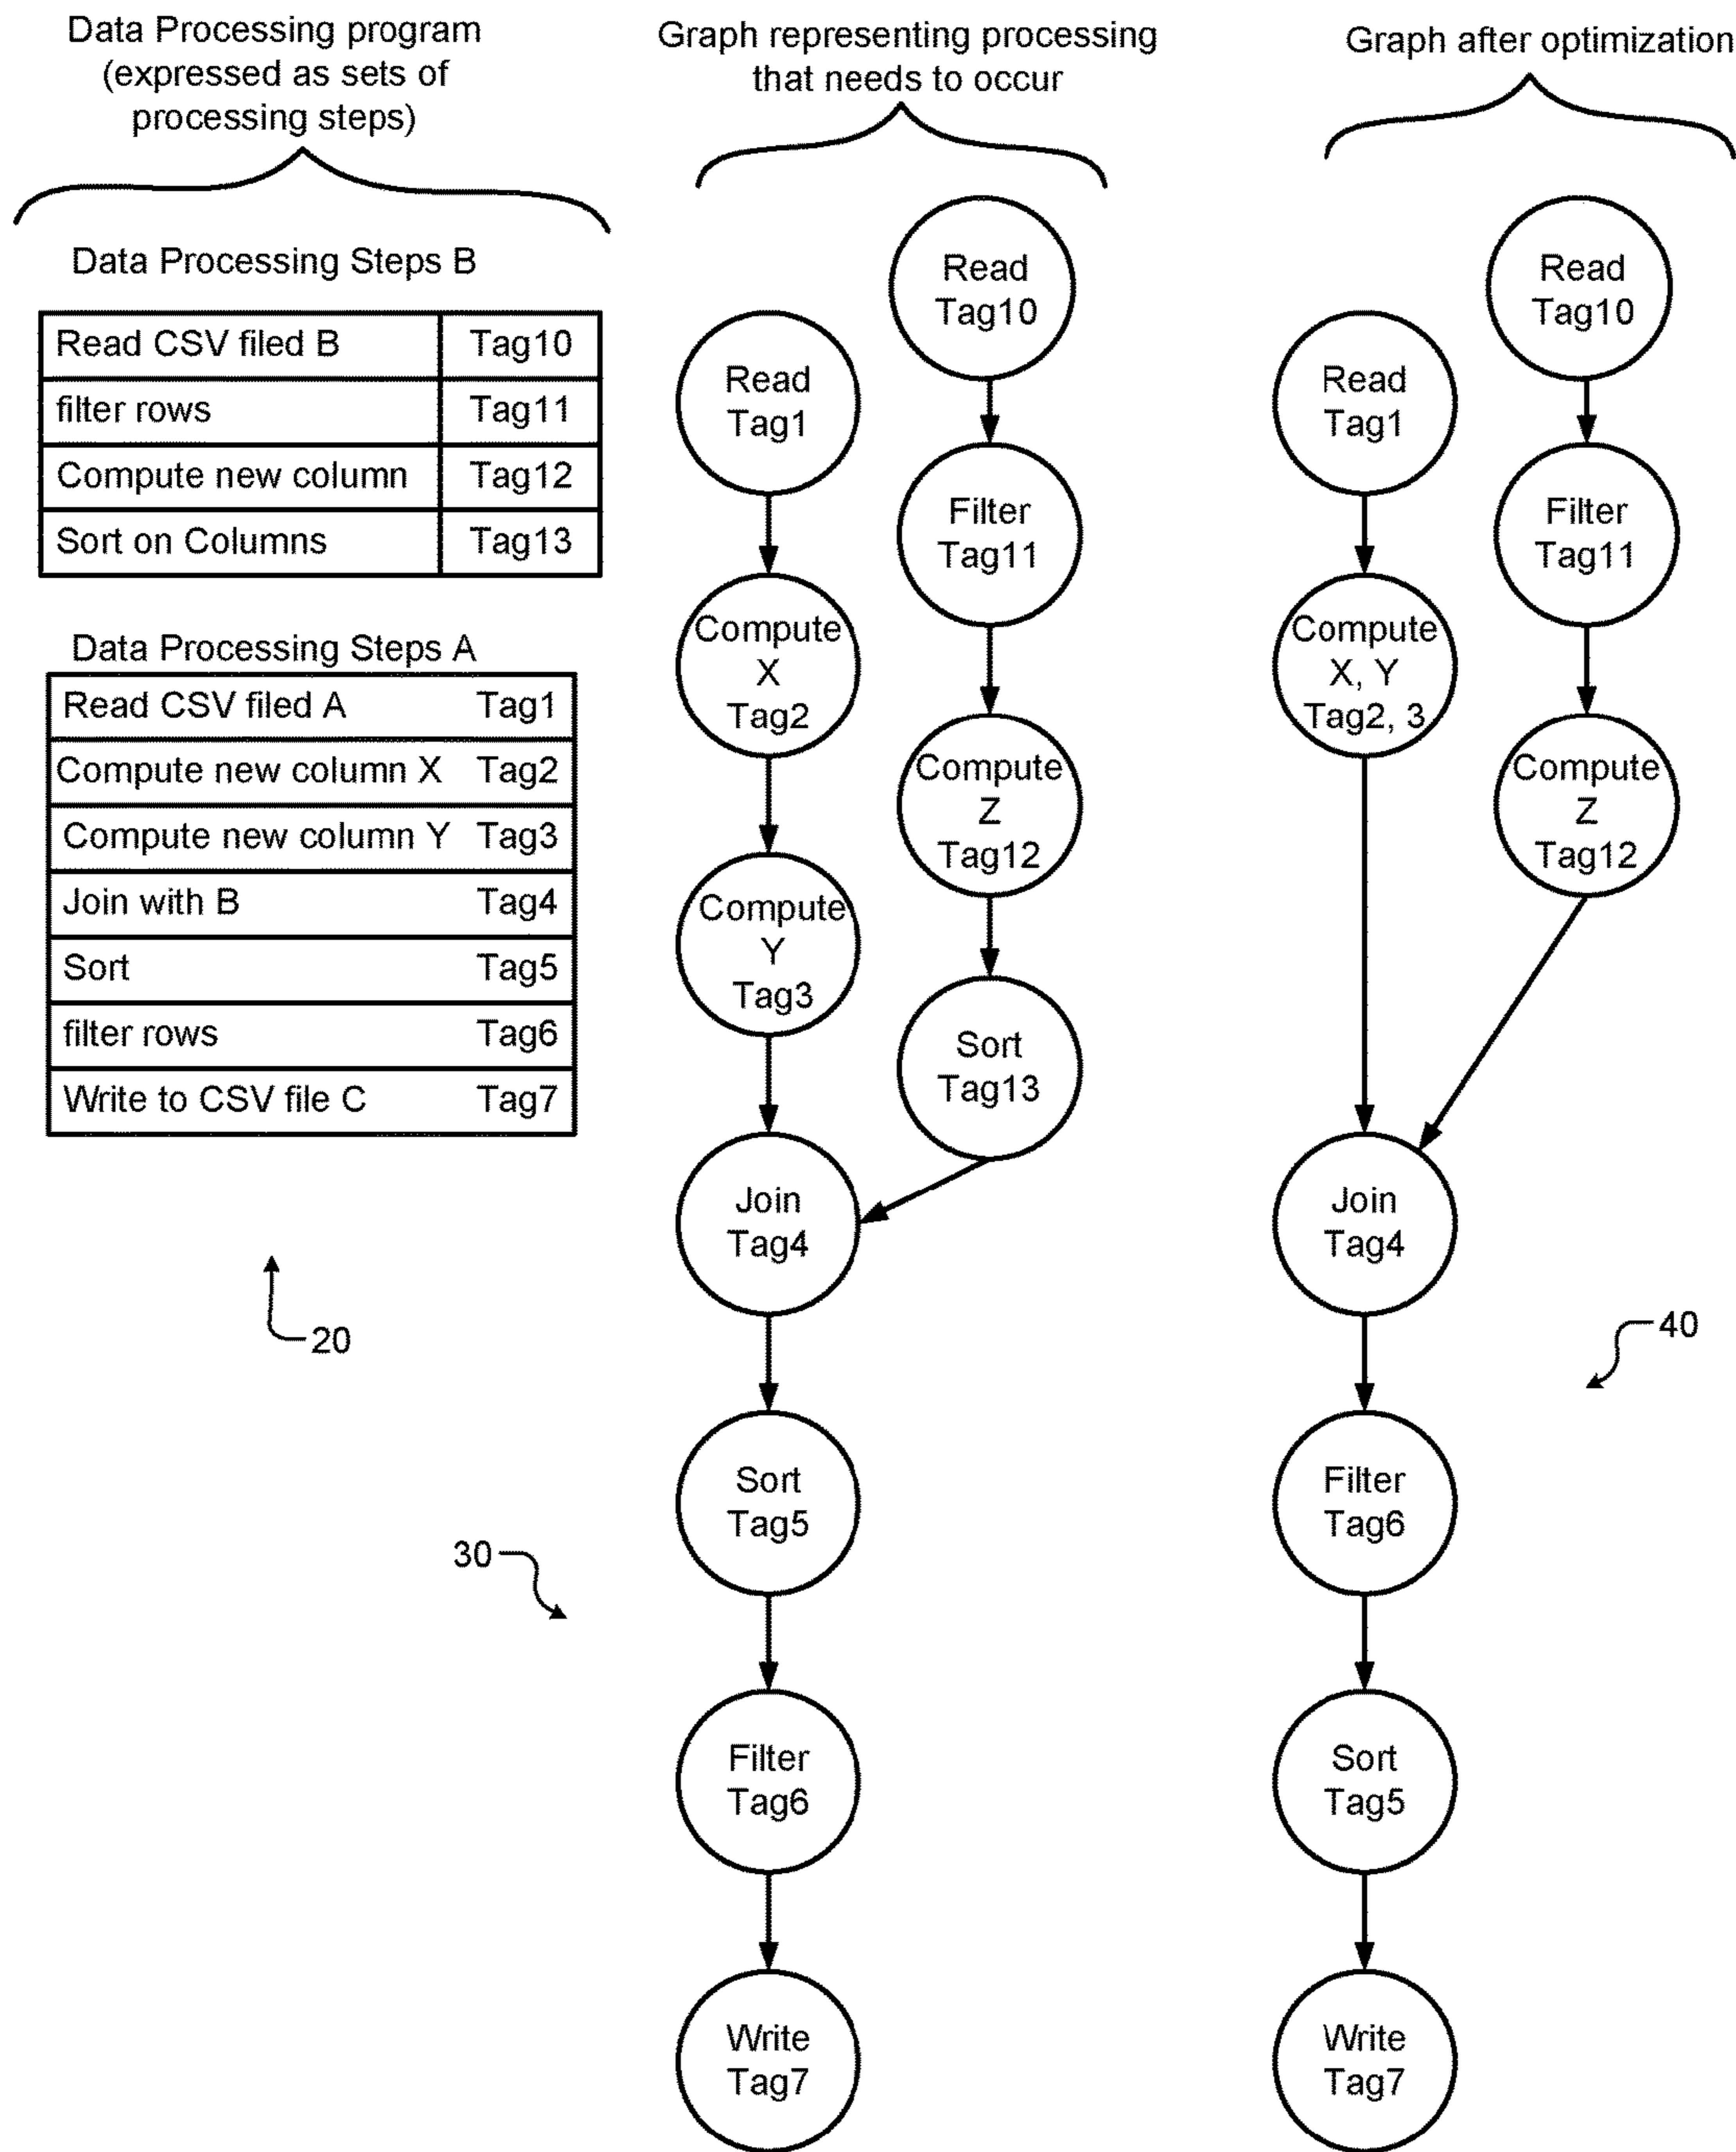 Data Processing program
(expressed as sets of
processing steps)
Data Processing Steps B
Read CSV filed B Tag10
filter rows Tag11
Compute new column Tag12
Sort on Columns Tag13
Data Processing Steps A
Read CSV filed A Tag1
Compute new column X Tag2
Compute new column Y Tag3
Join with B Tag4
Sort Tag5
filter rows Tag6
Write to CSV file C Tag7
20
Graph representing processing
that needs to occur
Read
Tag1
Compute
X
Tag2
Compute
Y
Tag3
Read
Tag10
Filter
Tag11
Compute
Z
Tag12
Sort
Tag13
Join
Tag4
Sort
Tag5
Filter
Tag6
Write
Tag7
30
Graph after optimization
Read
Tag1
Compute
X, Y
Tag2, 3
Read
Tag10
Filter
Tag11
Compute
Z
Tag12
Join
Tag4
Filter
Tag6
Sort
Tag5
Write
Tag7
40